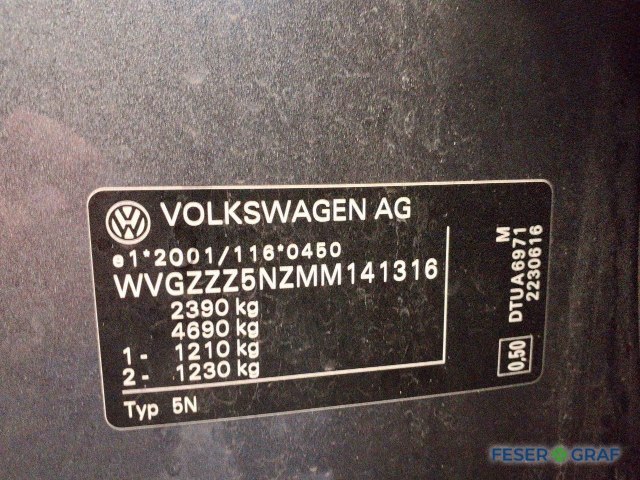 VOLKSWAGEN AG
e1*2001/116*0450
WVGZZZ5NZMM141316
2390 kg
4690 kg
1- 1210 kg
2- 1230 kg
Typ 5N
M
DTUA6971
2230616
0,50
FESER GRAF